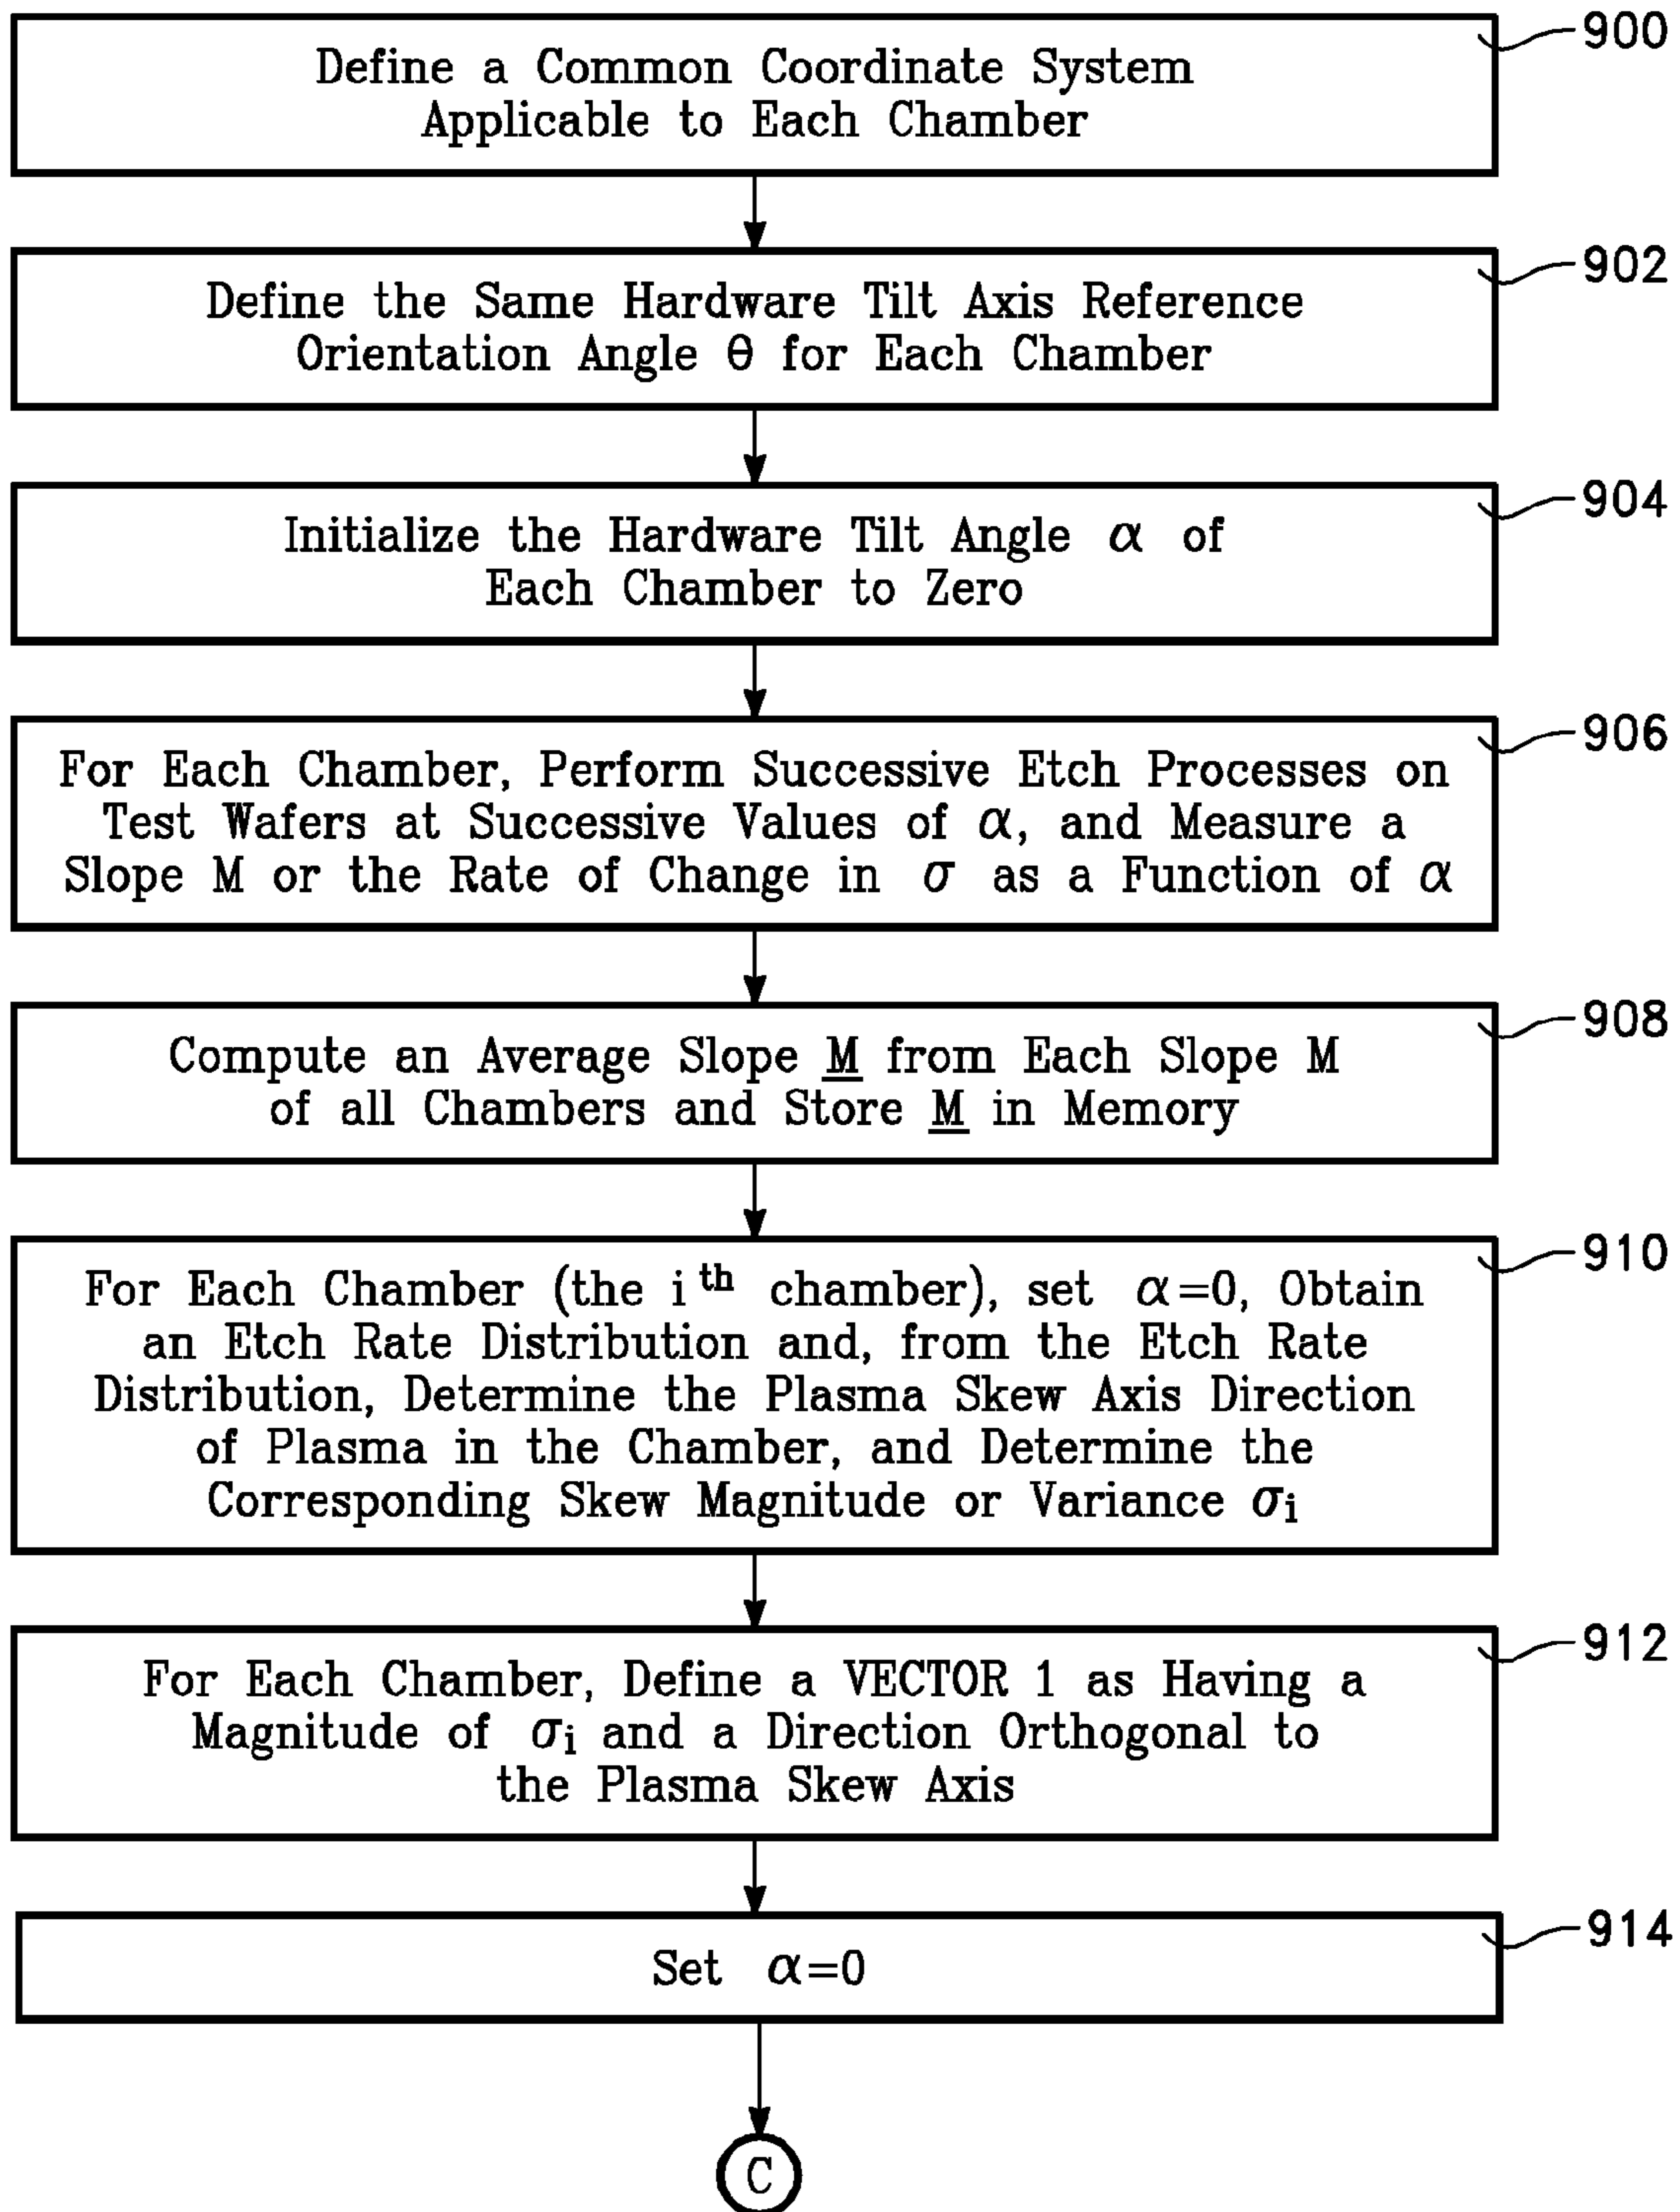 900
Define a Common Coordinate System
Applicable to Each Chamber
902
Define the Same Hardware Tilt Axis Reference
Orientation Angle θ for Each Chamber
904
Initialize the Hardware Tilt Angle α of
Each Chamber to Zero
906
For Each Chamber, Perform Successive Etch Processes on
Test Wafers at Successive Values of α, and Measure a
Slope M or the Rate of Change in σ as a Function of α
908
Compute an Average Slope M from Each Slope M
of all Chambers and Store M in Memory
910
For Each Chamber (the i th chamber), set α=0, Obtain
an Etch Rate Distribution and, from the Etch Rate
Distribution, Determine the Plasma Skew Axis Direction
of Plasma in the Chamber, and Determine the
Corresponding Skew Magnitude or Variance σi
912
For Each Chamber, Define a VECTOR 1 as Having a
Magnitude of σi and a Direction Orthogonal to
the Plasma Skew Axis
914
Set α=0
C